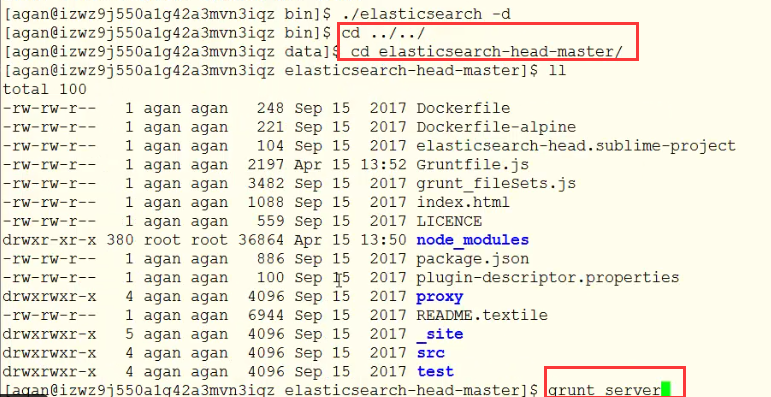 [agan@izwz9j550a1g42a3mvn3iqz bin]$ ./elasticsearch -d
[agan@izwz9j550a1g42a3mvn3iqz bin]$ cd ../../
[agan@izwz9j550a1g42a3mvn3iqz data]$ cd elasticsearch-head-master/
[agan@izwz9j550a1g42a3mvn3iqz elasticsearch-head-master]$ ll
total 100
-rw-rw-r-- 1 agan agan 248 Sep 15 2017 Dockerfile
-rw-rw-r-- 1 agan agan 221 Sep 15 2017 Dockerfile-alpine
-rw-rw-r-- 1 agan agan 104 Sep 15 2017 elasticsearch-head.sublime-project
-rw-rw-r-- 1 agan agan 2197 Apr 15 13:52 Gruntfile.js
-rw-rw-r-- 1 agan agan 3482 Sep 15 2017 grunt_fileSets.js
-rw-rw-r-- 1 agan agan 1088 Sep 15 2017 index.html
-rw-rw-r-- 1 agan agan 559 Sep 15 2017 LICENCE
drwxr-xr-x 380 root root 36864 Apr 15 13:50 node_modules
-rw-rw-r-- 1 agan agan 886 Sep 15 2017 package.json
-rw-rw-r-- 1 agan agan 100 Sep 15 2017 plugin-descriptor.properties
drwxrwxr-x 4 agan agan 4096 Sep 15 2017 proxy
-rw-rw-r-- 1 agan agan 6944 Sep 15 2017 README.textile
drwxrwxr-x 5 agan agan 4096 Sep 15 2017 _site
drwxrwxr-x 4 agan agan 4096 Sep 15 2017 src
drwxrwxr-x 4 agan agan 4096 Sep 15 2017 test
[agan@izwz9j550a1g42a3mvn3iqz elasticsearch-head-master]$ grunt server